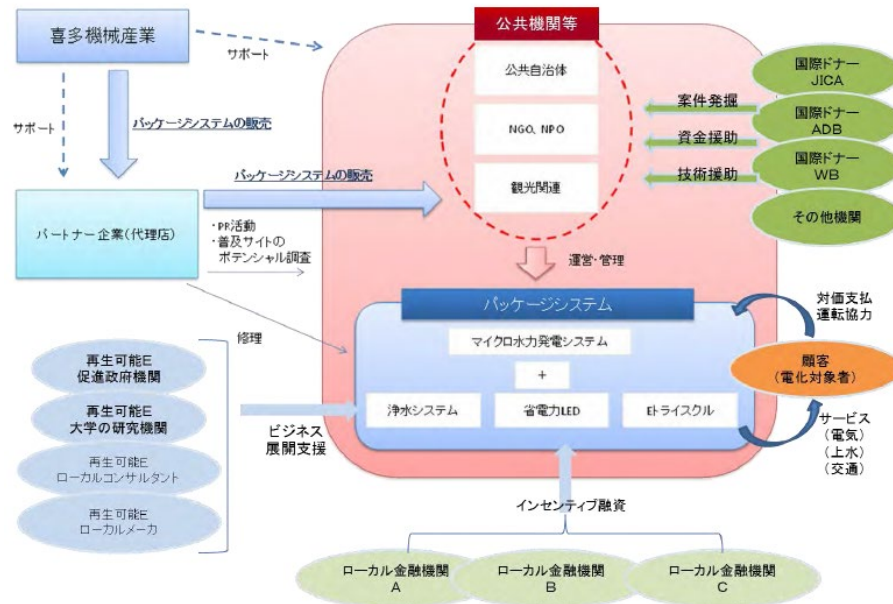 喜多機械産業
サポート
サポート
パッケージシステムの販売
パッケージシステムの販売
パートナー企業(代理店)
・PR活動
・普及サイトの
ポテンシャル調査
修理
公共機関等
公共自治体
NGO、NPO
観光関連
案件発掘
資金援助
技術援助
国際ドナー
JICA
国際ドナー
ADB
国際ドナー
WB
その他機関
運営・管理
パッケージシステム
マイクロ水力発電システム
+
浄水システム
省電力LED
Eトライスクル
対価支払
運転協力
顧客
(電化対象者)
サービス
(電気)
(上水)
(交通)
再生可能E
促進政府機関
再生可能E
大学の研究機関
再生可能E
ローカルコンサルタント
再生可能E
ローカルメーカ
ビジネス
展開支援
インセンティブ融資
ローカル金融機関
A
ローカル金融機関
B
ローカル金融機関
C